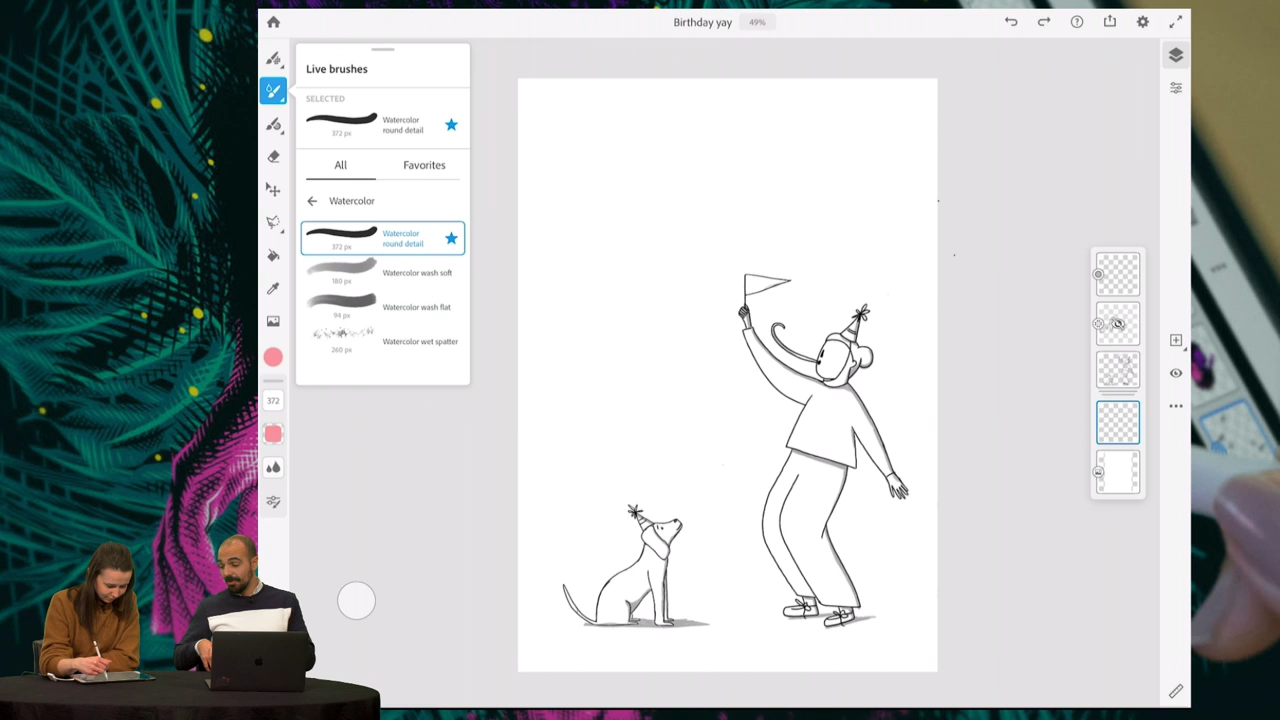 Birthday yay
49%
Live brushes
SELECTED
Watercolor
round detail
372 px
All
Favorites
Watercolor
Watercolor
round detail
372 px
Watercolor wash soft
180 px
Watercolor wash flat
94 px
Watercolor wet spatter
260 px
372